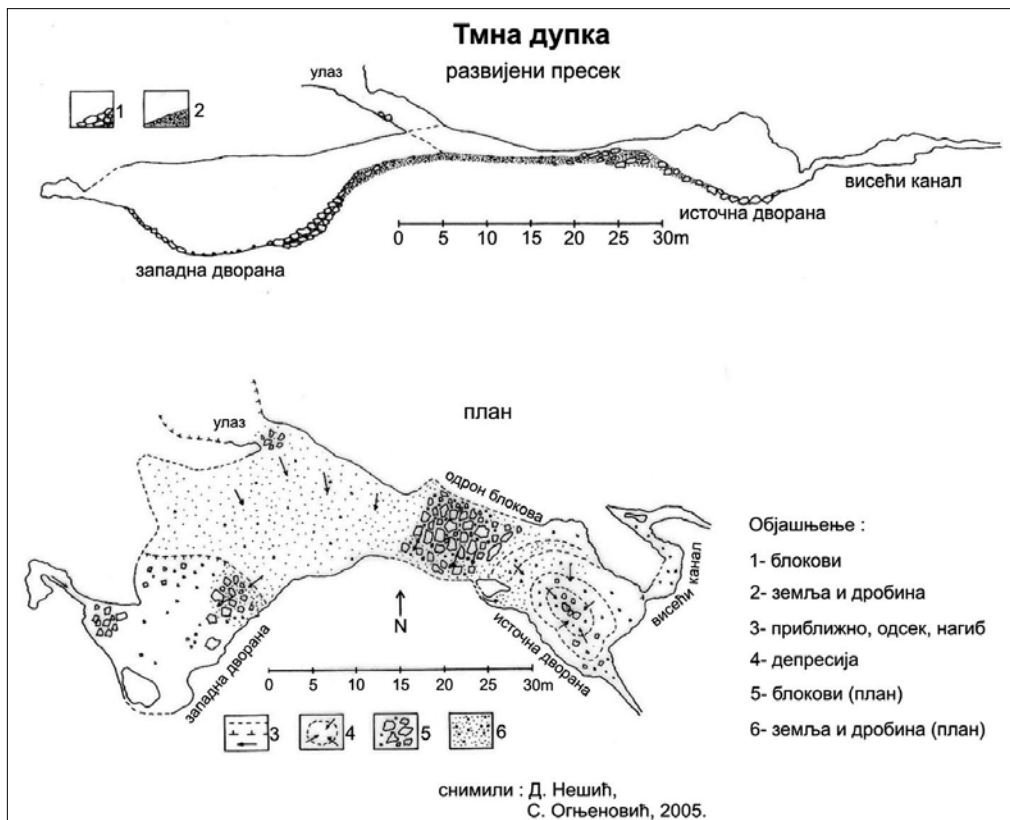 Тмна дупка
развијени пресек
улаз
1 2
висећи канал
источна дворана
0 5 10 15 20 25 30m
западна дворана
план
улаз
одрон блокова
висећи канал
N
источна дворана
западна дворана
0 5 10 15 20 25 30m
3 4 5 6
Објашњење :
1- блокови
2- земља и дробина
3- приближно, одсек, нагиб
4- депресија
5- блокови (план)
6- земља и дробина (план)
снимили : Д. Нешић,
С. Огњеновић, 2005.